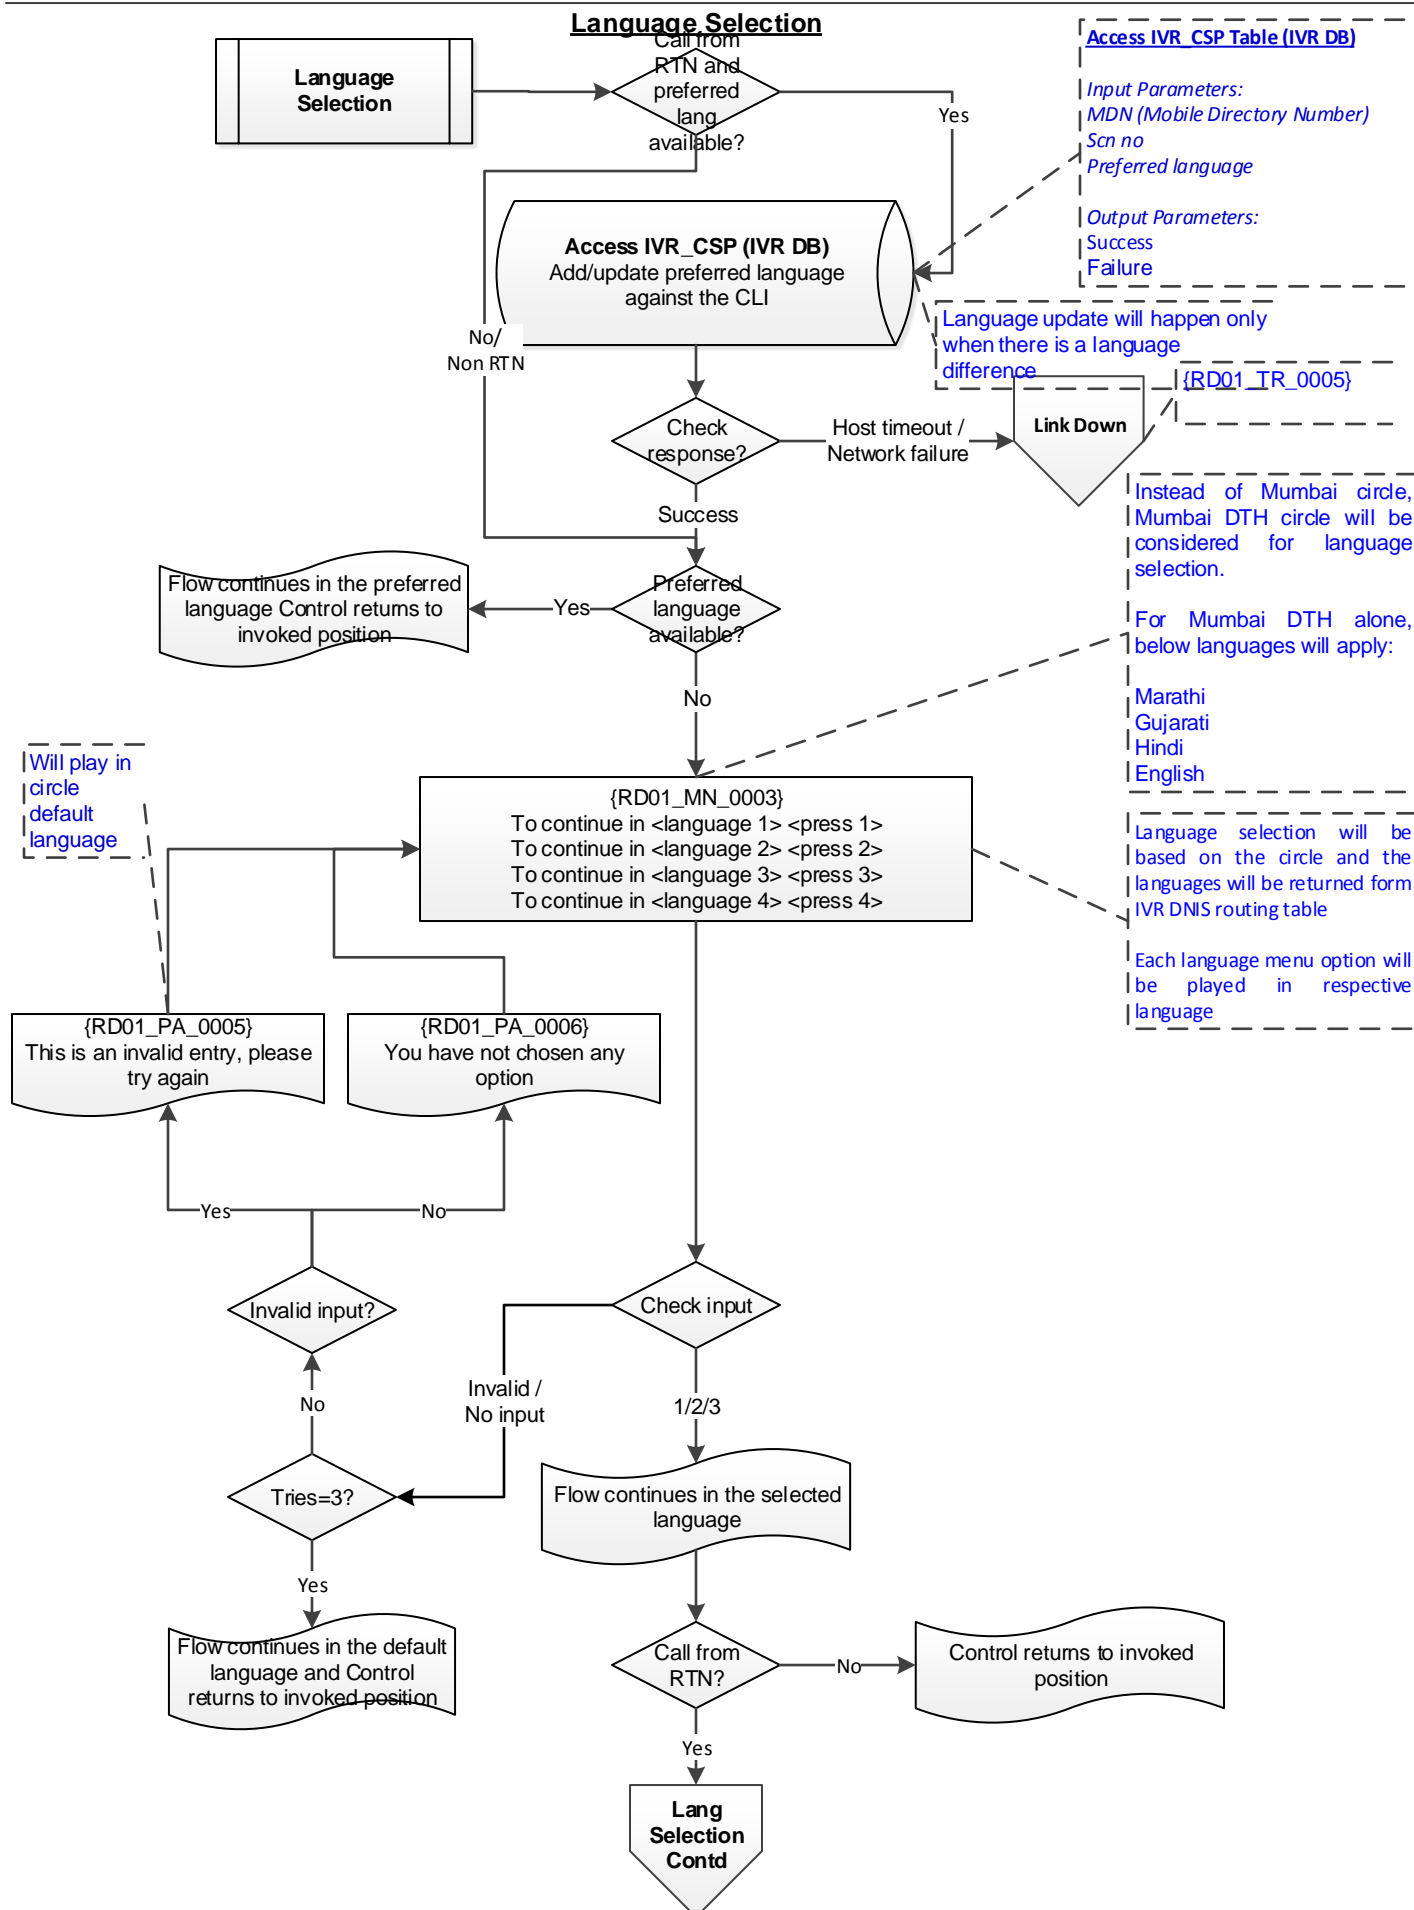 Language Selection
Language
Selection
Call from
RTN and
preferred
lang
available?
Yes
Access IVR_CSP Table (IVR DB)
Input Parameters:
MDN (Mobile Directory Number)
Scn no
Preferred language
Output Parameters:
Success
Failure
Access IVR_CSP (IVR DB)
Add/update preferred language
against the CLI
No/
Non RTN
Language update will happen only
when there is a language
difference
{RD01_TR_0005}
Check
response?
Host timeout /
Network failure
Link Down
Success
Instead of Mumbai circle,
Mumbai DTH circle will be
considered for language
selection.
For Mumbai DTH alone,
below languages will apply:
Marathi
Gujarati
Hindi
English
Flow continues in the preferred
language Control returns to
invoked position
Yes
Preferred
language
available?
No
Will play in
circle
default
language
{RD01_MN_0003}
To continue in <language 1> <press 1>
To continue in <language 2> <press 2>
To continue in <language 3> <press 3>
To continue in <language 4> <press 4>
Language selection will be
based on the circle and the
languages will be returned form
IVR DNIS routing table
Each language menu option will
be played in respective
language
{RD01_PA_0005}
This is an invalid entry, please
try again
{RD01_PA_0006}
You have not chosen any
option
Yes
No
Invalid input?
Check input
No
Invalid /
No input
1/2/3
Tries=3?
Flow continues in the selected
language
Yes
Flow continues in the default
language and Control
returns to invoked position
Call from
RTN?
No
Control returns to invoked
position
Yes
Lang
Selection
Contd